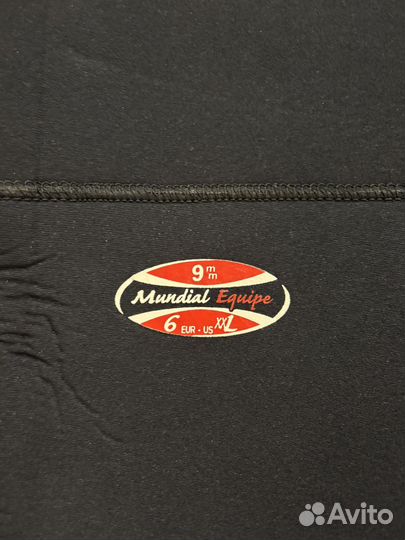 9 mm
Mundial Equipe
6 EUR - US XXL
Avito